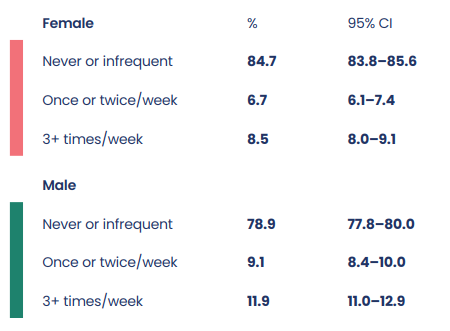 Female % 95% CI
Never or infrequent 84.7 83.8–85.6
Once or twice/week 6.7 6.1–7.4
3+ times/week 8.5 8.0–9.1
Male
Never or infrequent 78.9 77.8–80.0
Once or twice/week 9.1 8.4–10.0
3+ times/week 11.9 11.0–12.9